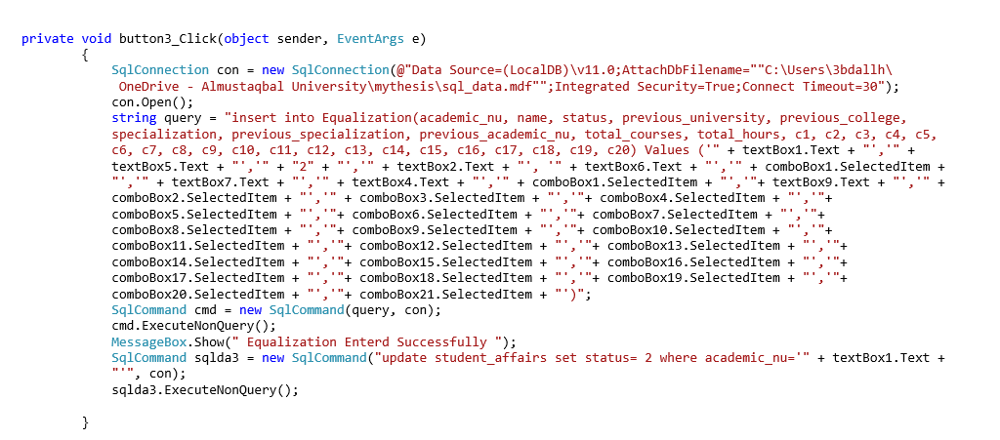 private void button3_Click(object sender, EventArgs e)
{
SqlConnection con = new SqlConnection(@"Data Source=(LocalDB)\v11.0;AttachDbFilename=""C:\Users\3bdallh\
OneDrive - Almustaqbal University\mythesis\sql_data.mdf"";Integrated Security=True;Connect Timeout=30");
con.Open();
string query = "insert into Equalization(academic_nu, name, status, previous_university, previous_college,
specialization, previous_specialization, previous_academic_nu, total_courses, total_hours, c1, c2, c3, c4, c5,
c6, c7, c8, c9, c10, c11, c12, c13, c14, c15, c16, c17, c18, c19, c20) Values ('" + textBox1.Text + "','" +
textBox5.Text + "','" + "2" + "','" + textBox2.Text + "', '" + textBox6.Text + "','" + comboBox1.SelectedItem +
"','" + textBox7.Text + "','" + textBox4.Text + "','" + comboBox1.SelectedItem + "','"+ textBox9.Text + "','" +
comboBox2.SelectedItem + "','" + comboBox3.SelectedItem + "','"+ comboBox4.SelectedItem + "','"+
comboBox5.SelectedItem + "','"+ comboBox6.SelectedItem + "','"+ comboBox7.SelectedItem + "','"+
comboBox8.SelectedItem + "','"+ comboBox9.SelectedItem + "','"+ comboBox10.SelectedItem + "','"+
comboBox11.SelectedItem + "','"+ comboBox12.SelectedItem + "','"+ comboBox13.SelectedItem + "','"+
comboBox14.SelectedItem + "','"+ comboBox15.SelectedItem + "','"+ comboBox16.SelectedItem + "','"+
comboBox17.SelectedItem + "','"+ comboBox18.SelectedItem + "','"+ comboBox19.SelectedItem + "','"+
comboBox20.SelectedItem + "','"+ comboBox21.SelectedItem + "')";
SqlCommand cmd = new SqlCommand(query, con);
cmd.ExecuteNonQuery();
MessageBox.Show(" Equalization Enterd Successfully ");
SqlCommand sqlda3 = new SqlCommand("update student_affairs set status= 2 where academic_nu='" + textBox1.Text +
"'", con);
sqlda3.ExecuteNonQuery();
}